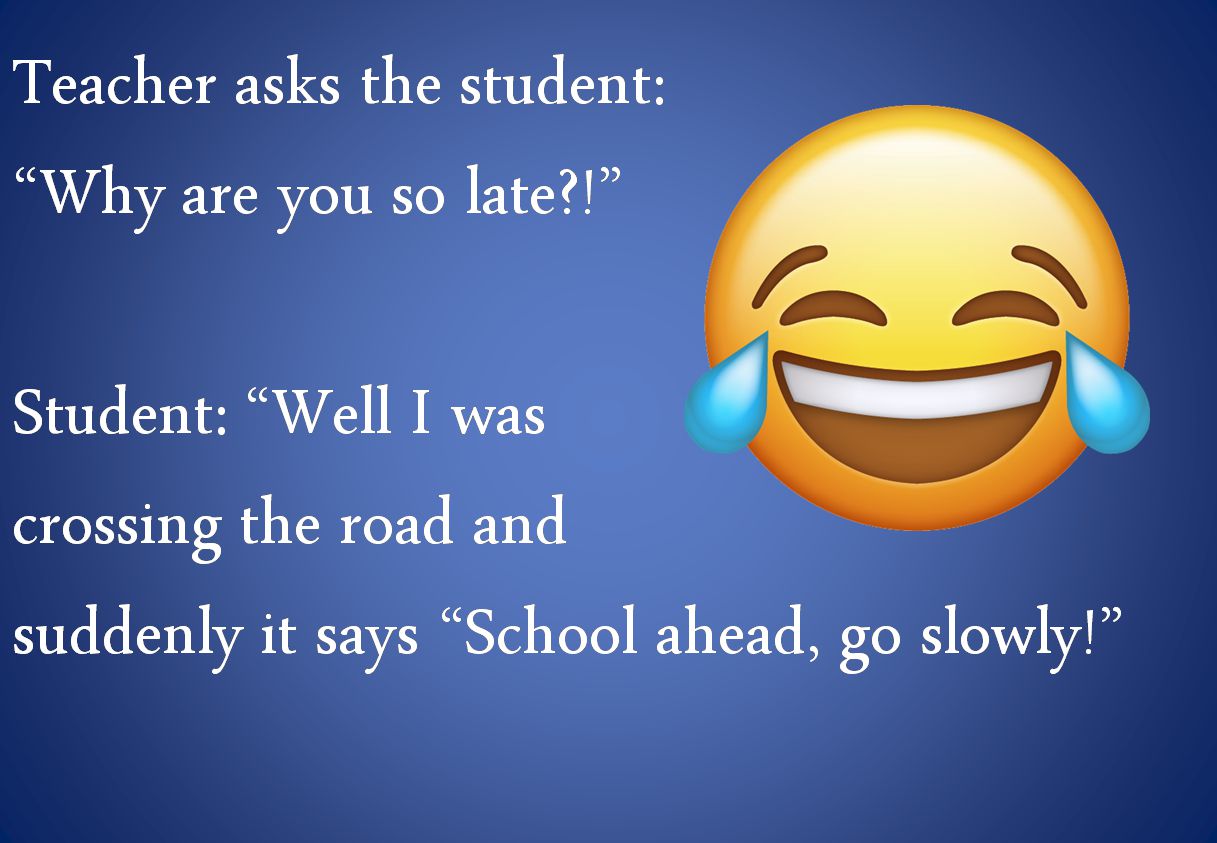 Teacher asks the student:
“Why are you so late?!”
Student: “Well I was
crossing the road and
suddenly it says “School ahead, go slowly!”